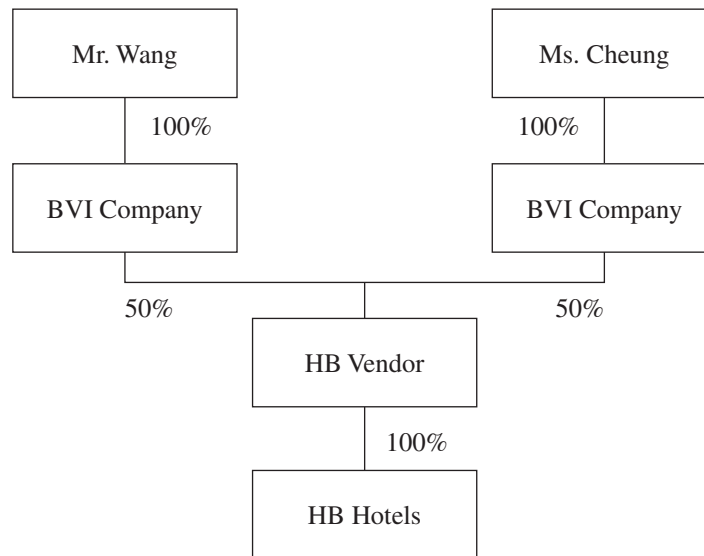 Mr. Wang
Ms. Cheung
100%
100%
BVI Company
BVI Company
50%
50%
HB Vendor
100%
HB Hotels